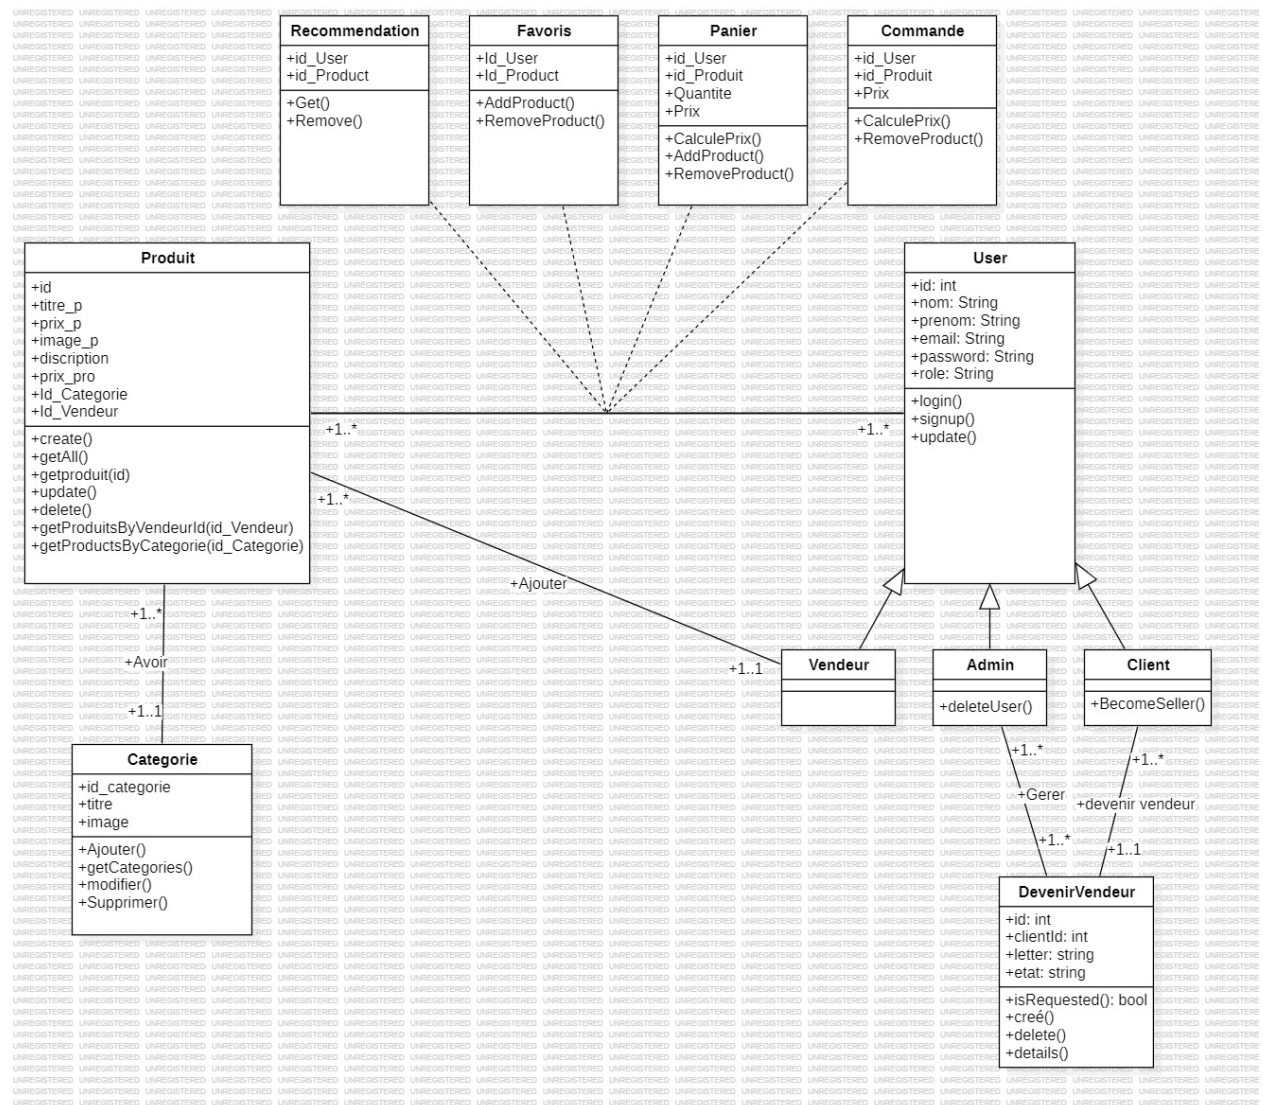 Recommendation
+id_User
+id_Product
+Get()
+Remove()
Favoris
+Id_User
+Id_Product
+AddProduct()
+RemoveProduct()
Panier
+id_User
+id_Produit
+Quantite
+Prix
+CalculePrix()
+AddProduct()
+RemoveProduct()
Commande
+id_User
+id_Produit
+Prix
+CalculePrix()
+RemoveProduct()
Produit
+id
+titre_p
+prix_p
+image_p
+discription
+prix_pro
+Id_Categorie
+Id_Vendeur
+create()
+getAll()
+getproduit(id)
+update()
+delete()
+getProduitsByVendeurId(id_Vendeur)
+getProductsByCategorie(id_Categorie)
User
+id: int
+nom: String
+prenom: String
+email: String
+password: String
+role: String
+login()
+signup()
+update()
+1..*
+1..*
+1..*
+Ajouter
+1..1
+1..*
+Avoir
+1..1
Vendeur
Admin
+deleteUser()
Client
+BecomeSeller()
+1..*
+Gerer
+1..*
+1..*
+devenir vendeur
+1..1
Categorie
+id_categorie
+titre
+image
+Ajouter()
+getCategories()
+modifier()
+Supprimer()
DevenirVendeur
+id: int
+clientId: int
+letter: string
+etat: string
+isRequested(): bool
+creé()
+delete()
+details()
UNREGISTERED